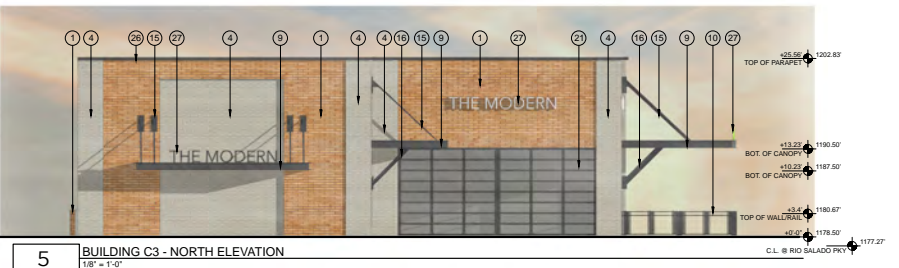 1 4 26 15 27 4 9 1 4 4 16 15 9 1 27 21 4 16 15 9 10 27
+25.56' 1202.83'
TOP OF PARAPET
THE MODERN
THE MODERN
+13.23' 1190.50'
BOT. OF CANOPY
+10.23' 1187.50'
BOT. OF CANOPY
+3.4' 1180.67'
TOP OF WALL/RAIL
+0'-0" 1178.50'
C.L. @ RIO SALADO PKY 1177.27'
5 BUILDING C3 - NORTH ELEVATION
1/8" = 1'-0"